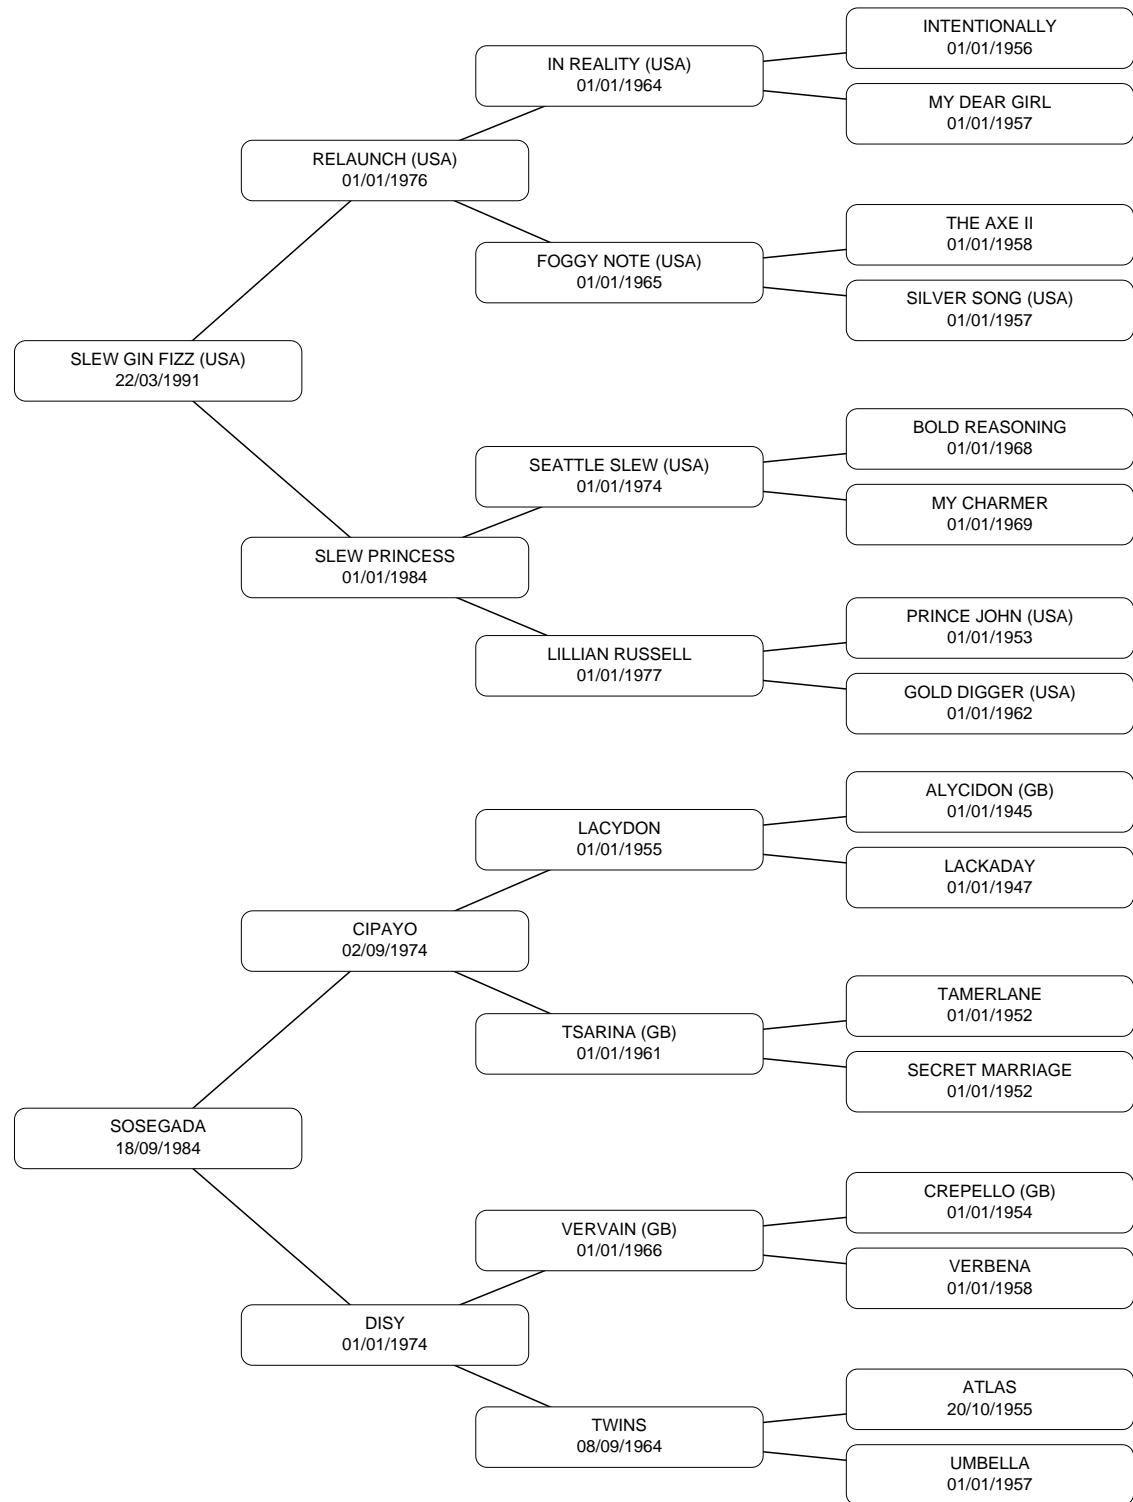 INTENTIONALLY
01/01/1956
IN REALITY (USA)
01/01/1964
MY DEAR GIRL
01/01/1957
RELAUNCH (USA)
01/01/1976
THE AXE II
01/01/1958
FOGGY NOTE (USA)
01/01/1965
SILVER SONG (USA)
01/01/1957
SLEW GIN FIZZ (USA)
22/03/1991
BOLD REASONING
01/01/1968
SEATTLE SLEW (USA)
01/01/1974
MY CHARMER
01/01/1969
SLEW PRINCESS
01/01/1984
PRINCE JOHN (USA)
01/01/1953
LILLIAN RUSSELL
01/01/1977
GOLD DIGGER (USA)
01/01/1962
ALYCIDON (GB)
01/01/1945
LACYDON
01/01/1955
LACKADAY
01/01/1947
CIPAYO
02/09/1974
TAMERLANE
01/01/1952
TSARINA (GB)
01/01/1961
SECRET MARRIAGE
01/01/1952
SOSEGADA
18/09/1984
CREPELLO (GB)
01/01/1954
VERVAIN (GB)
01/01/1966
VERBENA
01/01/1958
DISY
01/01/1974
ATLAS
20/10/1955
TWINS
08/09/1964
UMBELLA
01/01/1957